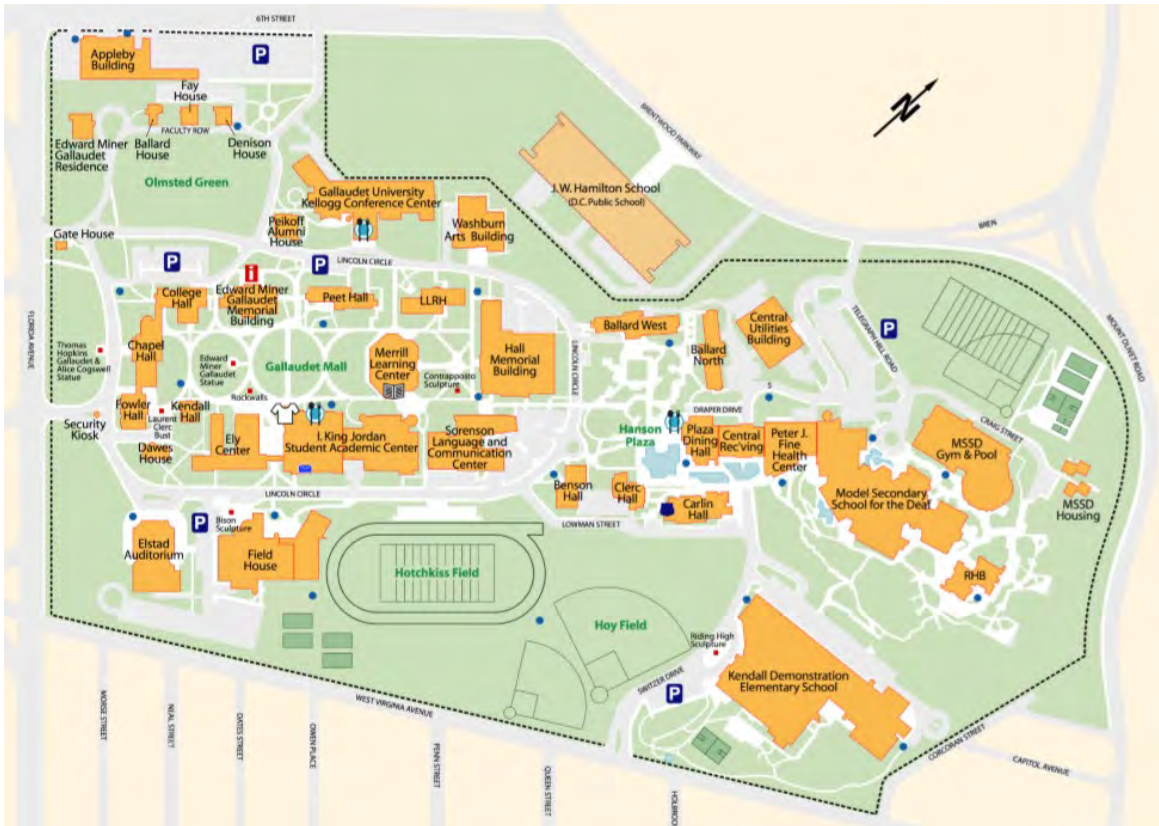 6TH STREET
Appleby
Building
P
Fay
House
FACULTY ROW
Edward Miner
Gallaudet
Residence
Ballard
House
Denison
House
Olmsted Green
Gallaudet University
Kellogg Conference Center
Peikoff
Alumni
House
Washburn
Arts Building
J.W. Hamilton School
(D.C. Public School)
BRENTWOOD PARKWAY
N
BREN
Gate House
P
i
P
LINCOLN CIRCLE
College
Hall
Edward Miner
Gallaudet
Memorial
Building
Peet Hall
LLRH
FLORIDA AVENUE
Thomas
Hopkins
Gallaudet &
Alice Cogswell
Statue
Chapel
Hall
Edward
Miner
Gallaudet
Statue
Gallaudet Mall
Rockwalls
Merrill
Learning
Center
Contrapposto
Sculpture
Hall
Memorial
Building
LINCOLN CIRCLE
Ballard West
Ballard
North
Central
Utilities
Building
TELEGRAPH HILL ROAD
P
MOUNT OLIVET ROAD
Security
Kiosk
Fowler
Hall
Laurent
Clerc
Bust
Kendall
Hall
Dawes
House
Ely
Center
I. King Jordan
Student Academic Center
Sorenson
Language and
Communication
Center
Hanson
Plaza
DRAPER DRIVE
S
Plaza
Dining
Hall
Central
Rec'ving
Peter J.
Fine
Health
Center
CRAIG STREET
MSSD
Gym & Pool
Model Secondary
School for the Deaf
MSSD
Housing
RHB
LINCOLN CIRCLE
Benson
Hall
Clerc
Hall
Carlin
Hall
LOWMAN STREET
Elstad
Auditorium
P
Bison
Sculpture
Field
House
Hotchkiss Field
Hoy Field
Riding High
Sculpture
SWITZER DRIVE
P
Kendall Demonstration
Elementary School
CORCORAN STREET
CAPITOL AVENUE
WEST VIRGINIA AVENUE
MORSE STREET
NEAL STREET
OATES STREET
OWEN PLACE
PENN STREET
QUEEN STREET
HOLBROO